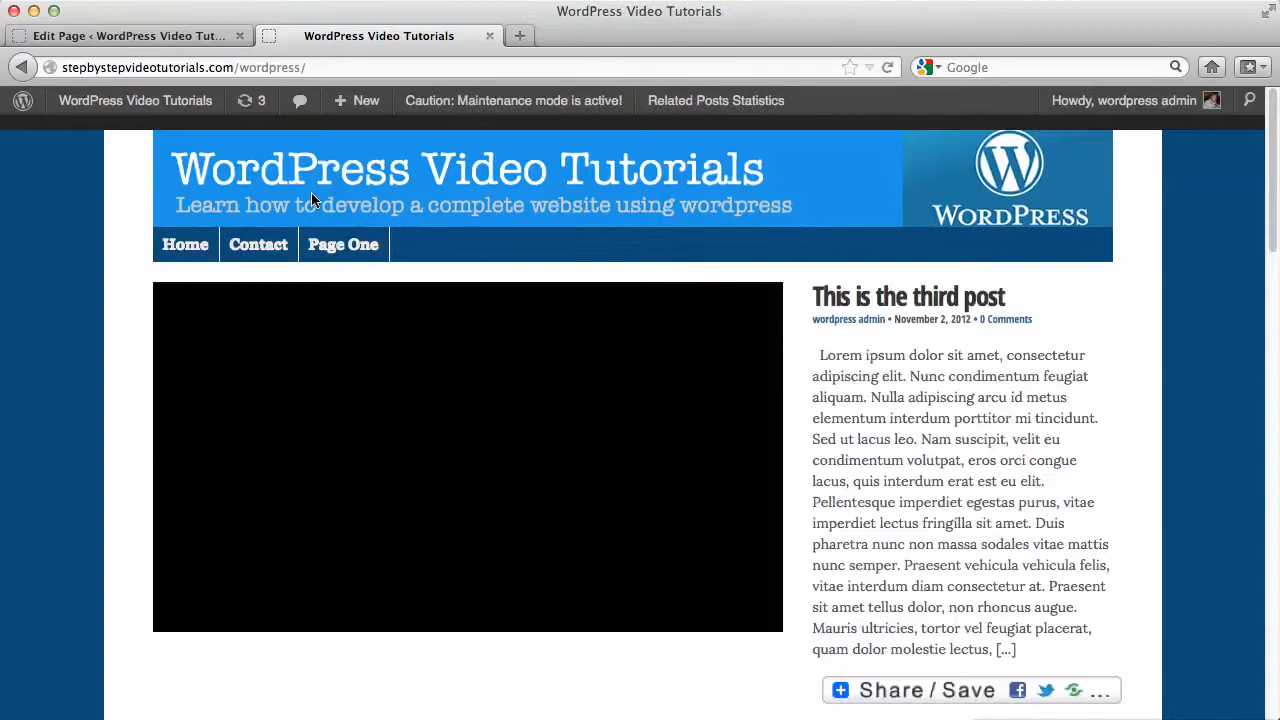 WordPress Video Tutorials
Edit Page ‹ WordPress Video Tut...
WordPress Video Tutorials
stepbystepvideotutorials.com/wordpress/
Google
WordPress Video Tutorials
3
New
Caution: Maintenance mode is active!
Related Posts Statistics
Howdy, wordpress admin
WordPress Video Tutorials
Learn how to develop a complete website using wordpress
WORDPRESS
Home
Contact
Page One
This is the third post
wordpress admin • November 2, 2012 • 0 Comments
Lorem ipsum dolor sit amet, consectetur
adipiscing elit. Nunc condimentum feugiat
aliquam. Nulla adipiscing arcu id metus
elementum interdum porttitor mi tincidunt.
Sed ut lacus leo. Nam suscipit, velit eu
condimentum volutpat, eros orci congue
lacus, quis interdum erat est eu elit.
Pellentesque imperdiet egestas purus, vitae
imperdiet lectus fringilla sit amet. Duis
pharetra nunc non massa sodales vitae mattis
nunc semper. Praesent vehicula vehicula felis,
vitae interdum diam consectetur at. Praesent
sit amet tellus dolor, non rhoncus augue.
Mauris ultricies, tortor vel feugiat placerat,
quam dolor molestie lectus, [...]
Share / Save
...